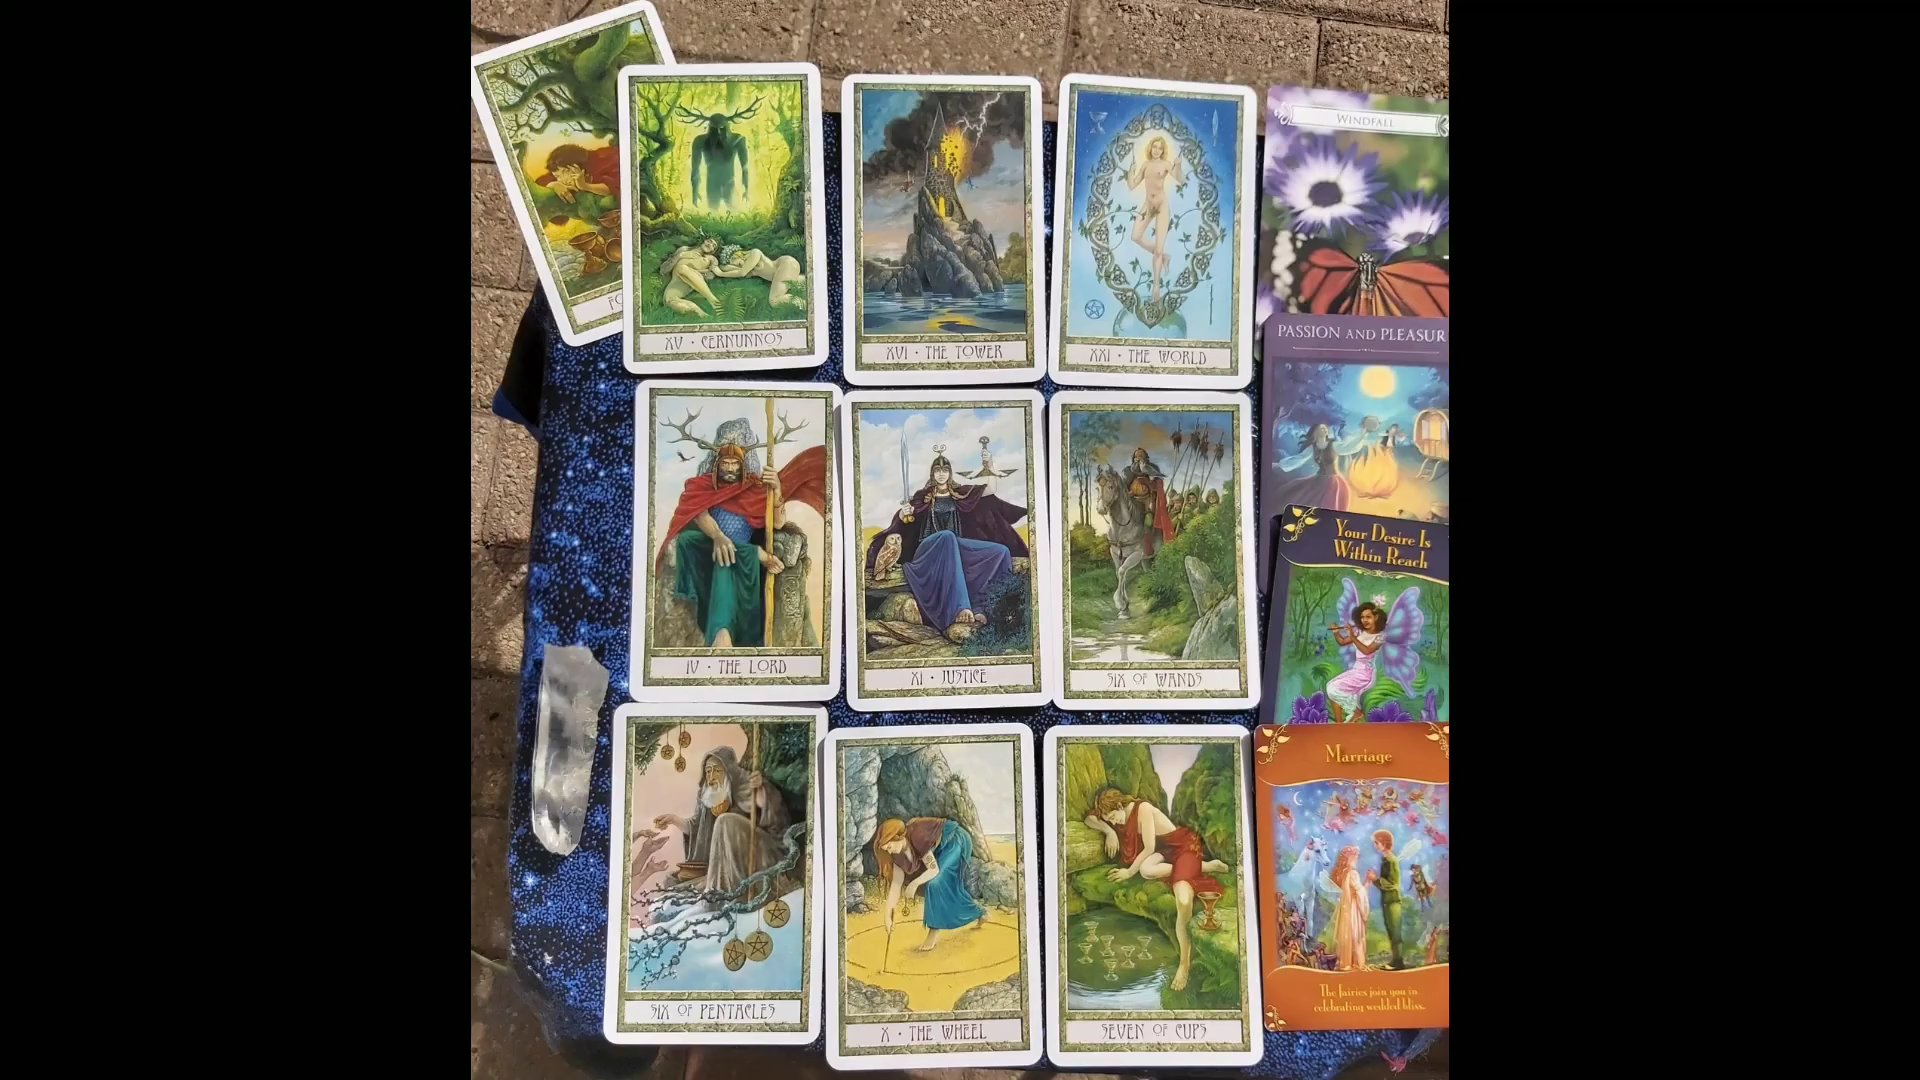 XV · CERNUNNOS
XVI · THE TOWER
XXI · THE WORLD
WINDFALL
PASSION AND PLEASUR
IV · THE LORD
XI · JUSTICE
SIX OF WANDS
Your Desire Is
Within Reach
SIX OF PENTACLES
X · THE WHEEL
SEVEN OF CUPS
Marriage
The fairies join you in
celebrating wedded bliss.